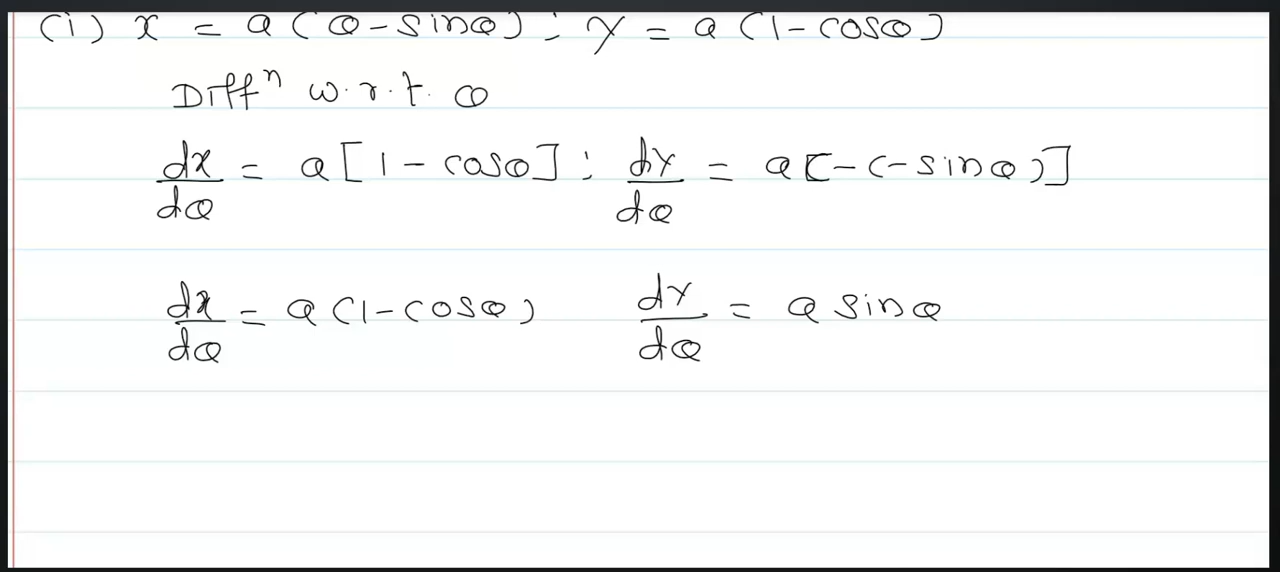 (i) x = a(θ-sinθ) ; y = a(1-cosθ)
Diffⁿ w.r.t. θ
dx/dθ = a[1-cosθ] ; dy/dθ = a[-(-sinθ)]
dx/dθ = a(1-cosθ) dy/dθ = a sinθ